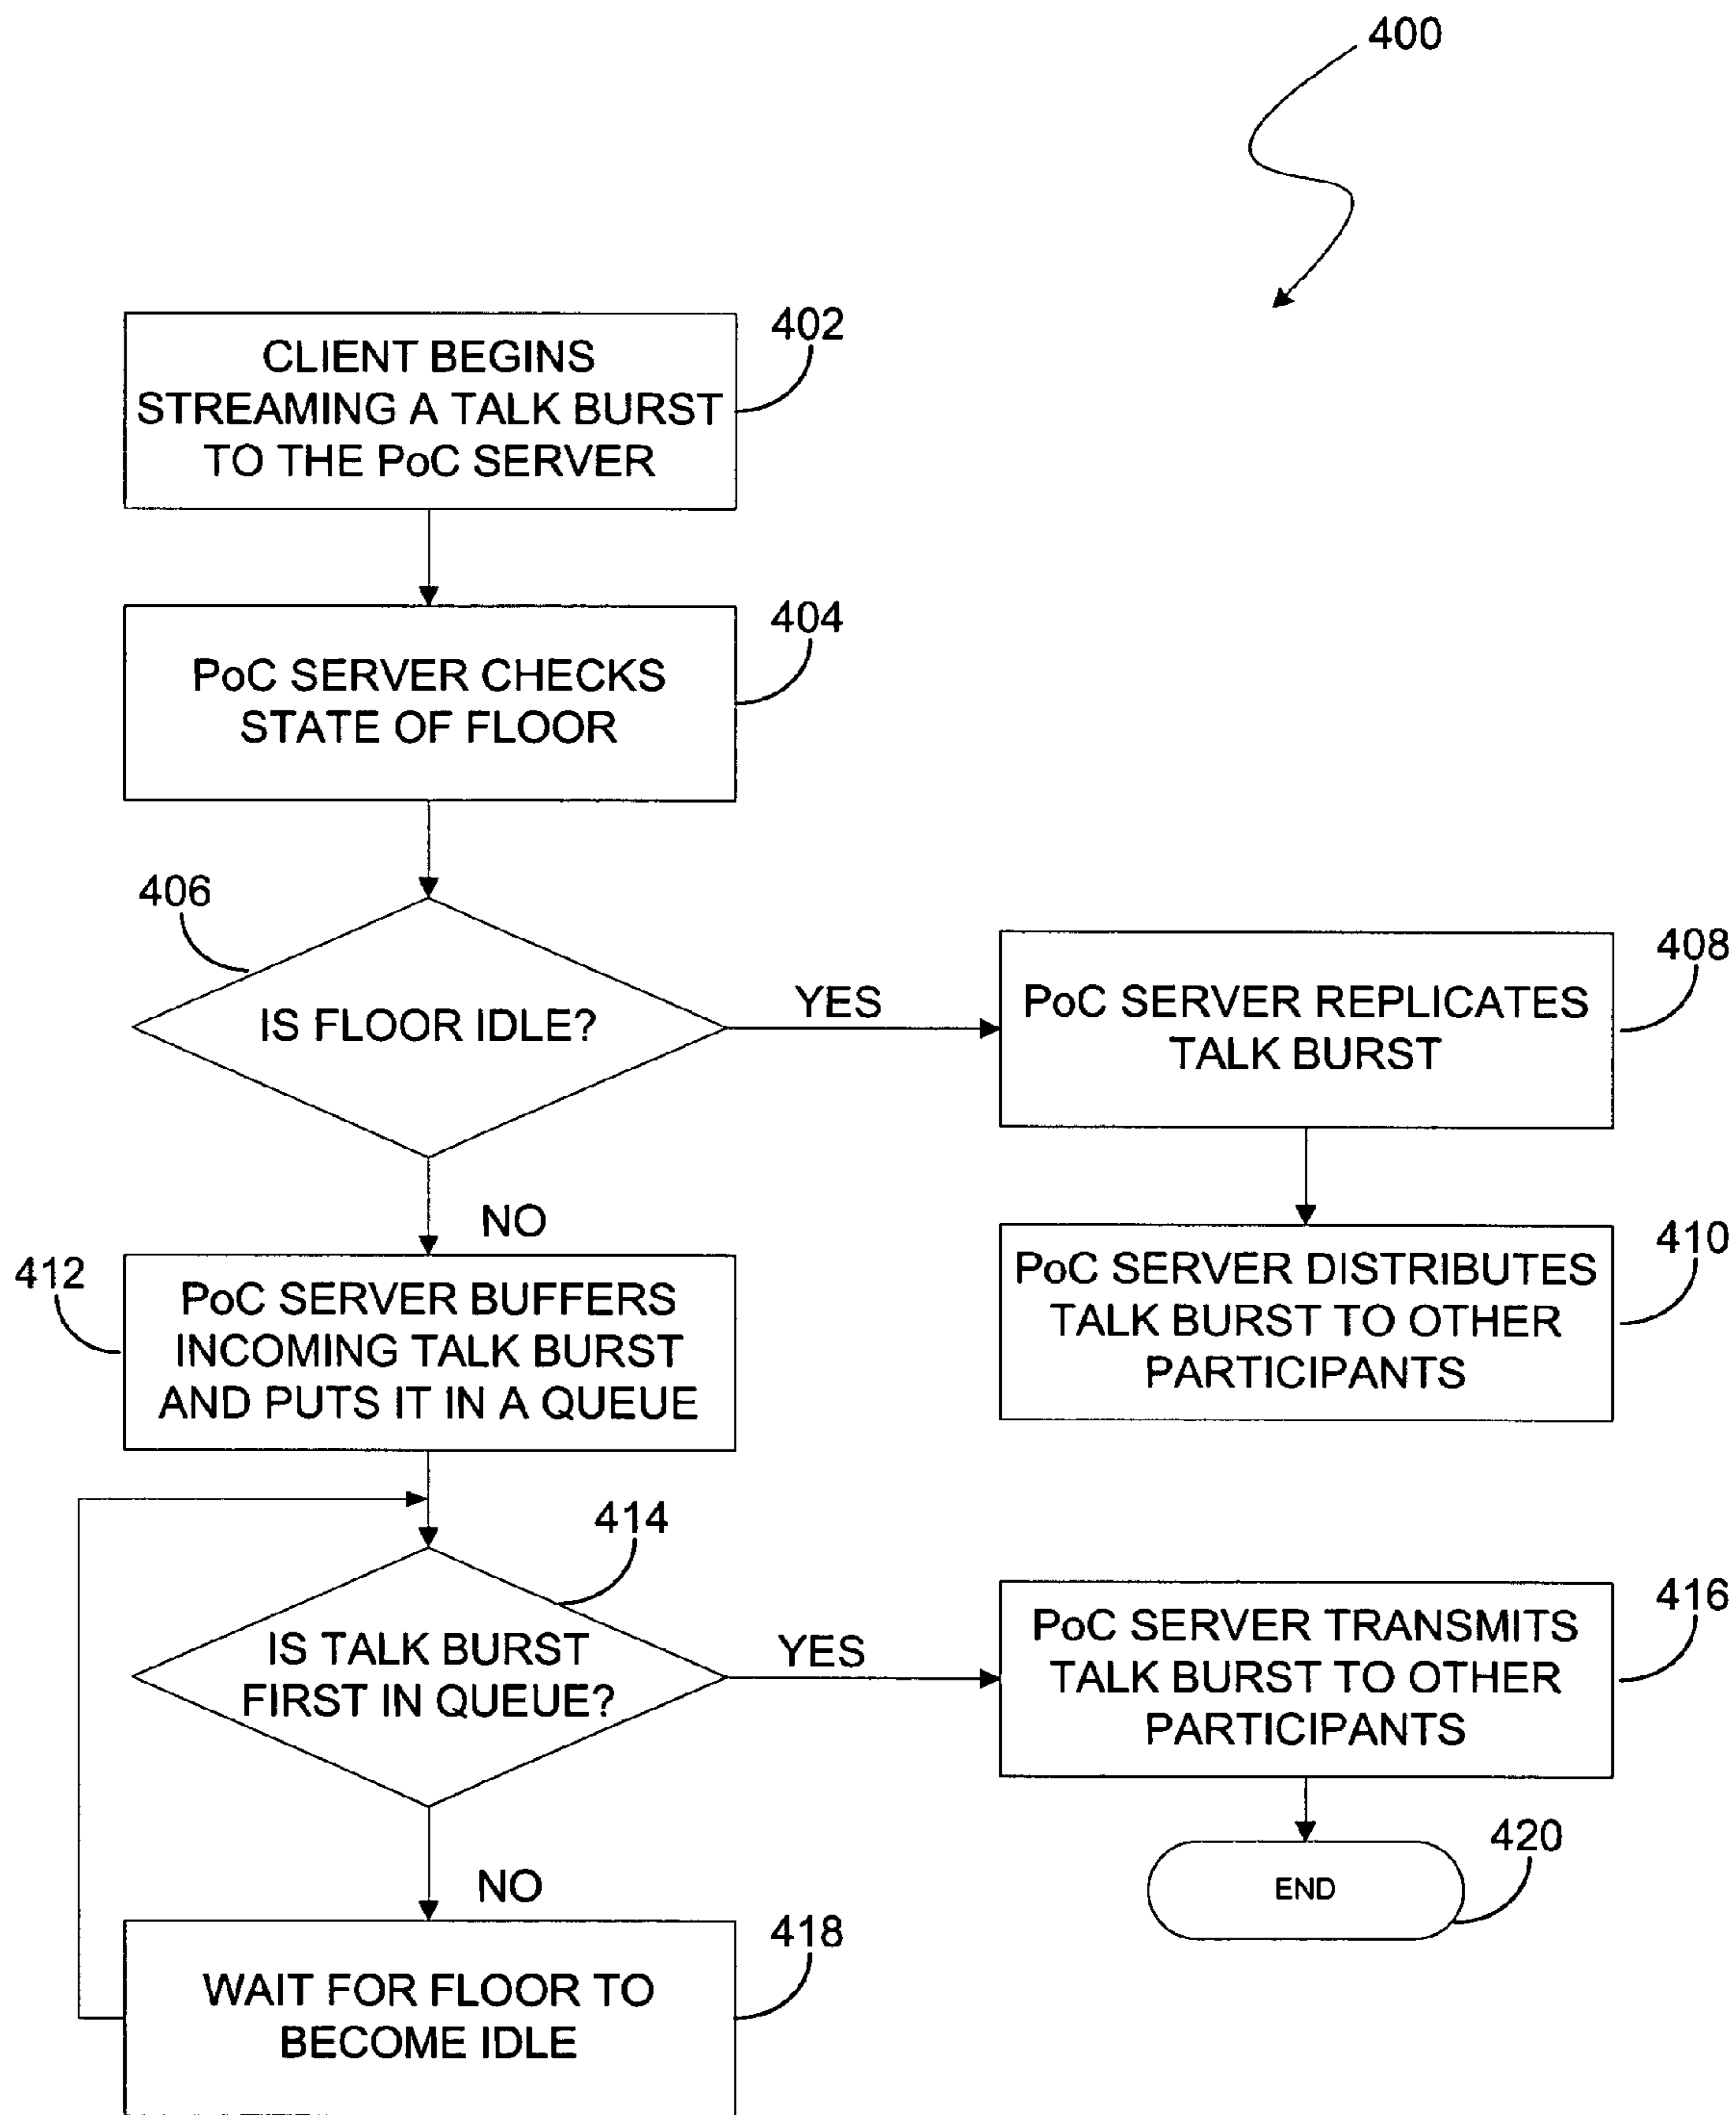 400
402
CLIENT BEGINS
STREAMING A TALK BURST
TO THE PoC SERVER
404
PoC SERVER CHECKS
STATE OF FLOOR
406
IS FLOOR IDLE?
YES
408
PoC SERVER REPLICATES
TALK BURST
NO
410
PoC SERVER DISTRIBUTES
TALK BURST TO OTHER
PARTICIPANTS
412
PoC SERVER BUFFERS
INCOMING TALK BURST
AND PUTS IT IN A QUEUE
414
IS TALK BURST
FIRST IN QUEUE?
YES
416
PoC SERVER TRANSMITS
TALK BURST TO OTHER
PARTICIPANTS
420
END
NO
418
WAIT FOR FLOOR TO
BECOME IDLE